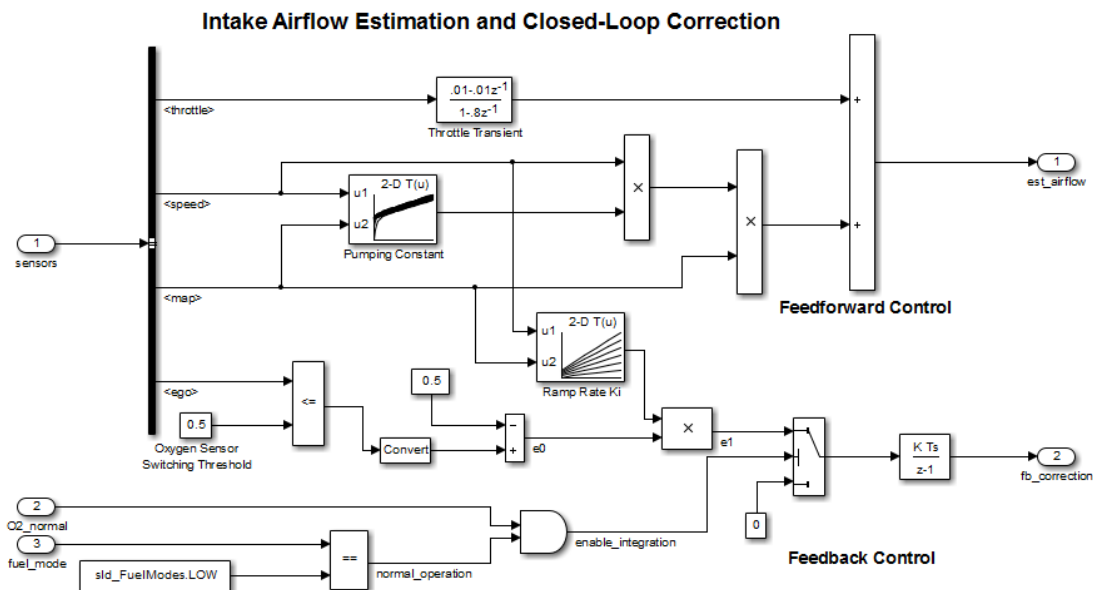 Intake Airflow Estimation and Closed-Loop Correction
<throttle>
.01-.01z-1
1-.8z-1
Throttle Transient
+
<speed>
2-D T(u)
u1
u2
Pumping Constant
×
×
+
1
est_airflow
1
sensors
<map>
Feedforward Control
2-D T(u)
u1
u2
Ramp Rate Ki
<ego>
<=
0.5
Oxygen Sensor
Switching Threshold
Convert
0.5
−
+
e0
×
e1
K Ts
z-1
2
fb_correction
0
2
O2_normal
3
fuel_mode
==
normal_operation
enable_integration
Feedback Control
sld_FuelModes.LOW